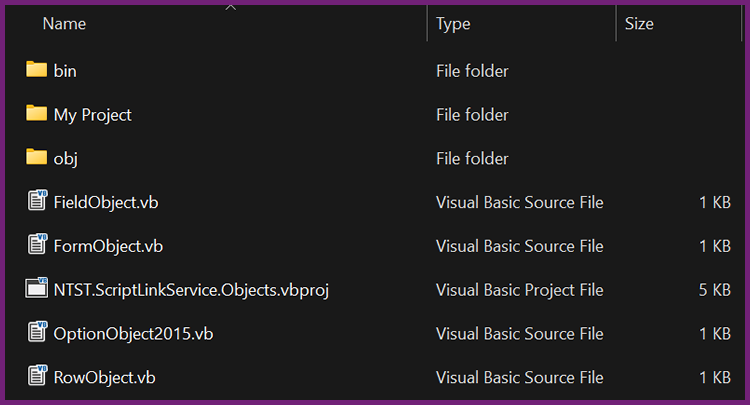 Name Type Size
bin File folder
My Project File folder
obj File folder
FieldObject.vb Visual Basic Source File 1 KB
FormObject.vb Visual Basic Source File 1 KB
NTST.ScriptLinkService.Objects.vbproj Visual Basic Project File 5 KB
OptionObject2015.vb Visual Basic Source File 1 KB
RowObject.vb Visual Basic Source File 1 KB